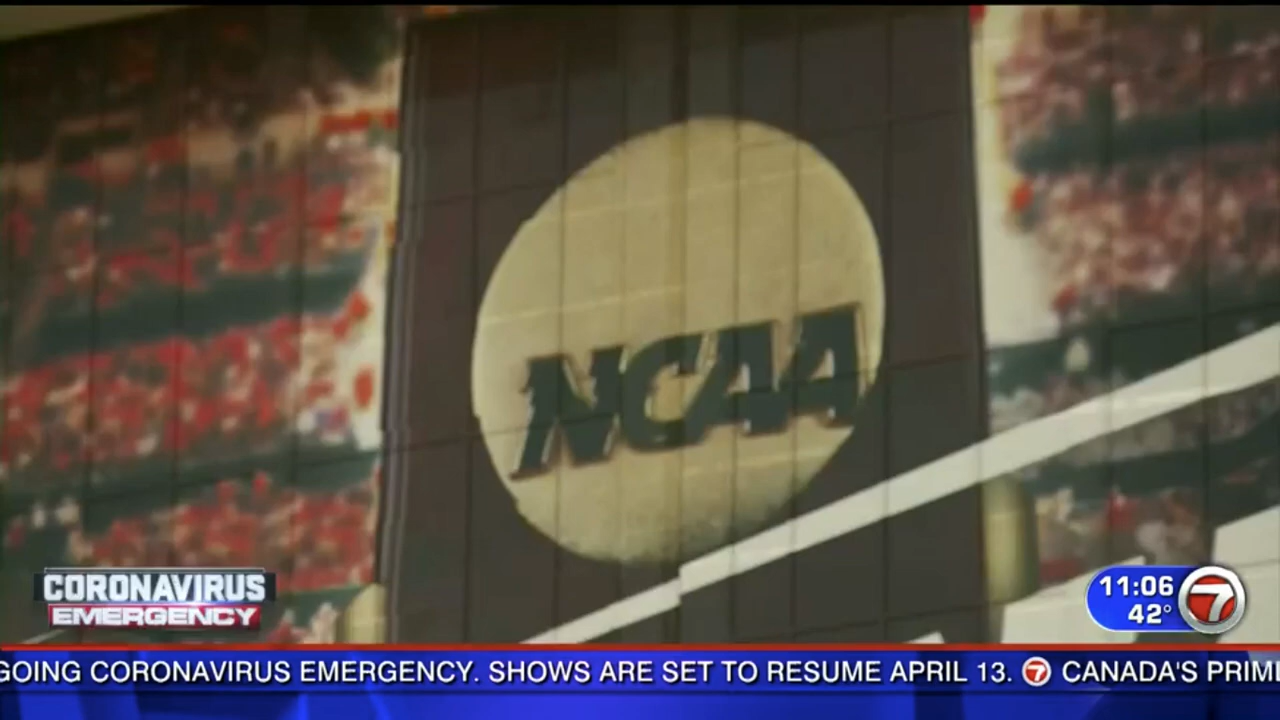 NCAA
CORONAVIRUS
EMERGENCY
11:06
42°
7
GOING CORONAVIRUS EMERGENCY. SHOWS ARE SET TO RESUME APRIL 13. 7 CANADA'S PRIM